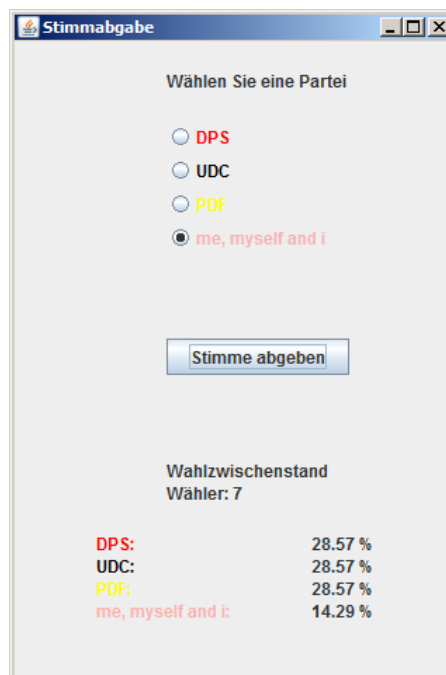 Stimmabgabe
Wählen Sie eine Partei
DPS
UDC
PDF
me, myself and i
Stimme abgeben
Wahlzwischenstand
Wähler: 7
DPS: 28.57 %
UDC: 28.57 %
PDF: 28.57 %
me, myself and i: 14.29 %